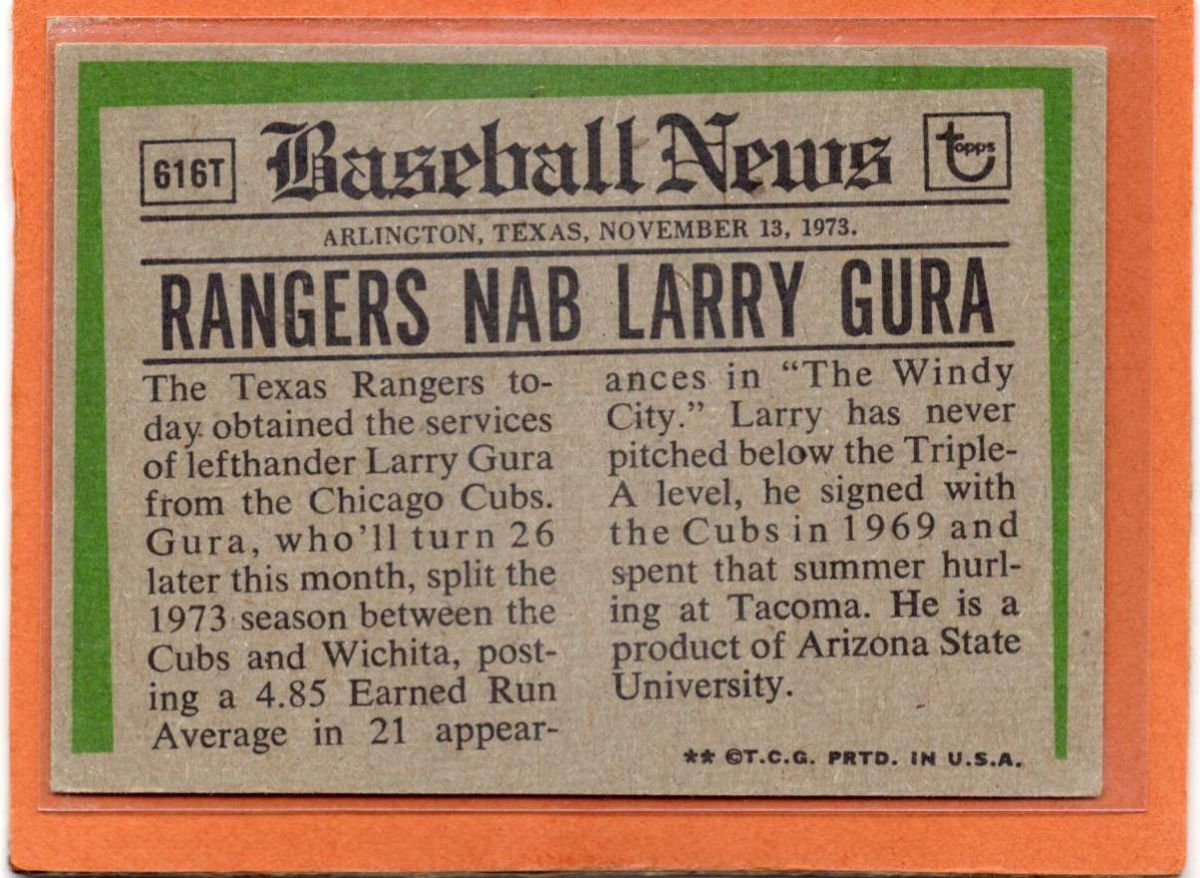 616T
Baseball News
topps
ARLINGTON, TEXAS, NOVEMBER 13, 1973.
RANGERS NAB LARRY GURA
The Texas Rangers to-
day obtained the services
of lefthander Larry Gura
from the Chicago Cubs.
Gura, who'll turn 26
later this month, split the
1973 season between the
Cubs and Wichita, post-
ing a 4.85 Earned Run
Average in 21 appear-
ances in "The Windy
City." Larry has never
pitched below the Triple-
A level, he signed with
the Cubs in 1969 and
spent that summer hurl-
ing at Tacoma. He is a
product of Arizona State
University.
** ©T.C.G. PRTD. IN U.S.A.